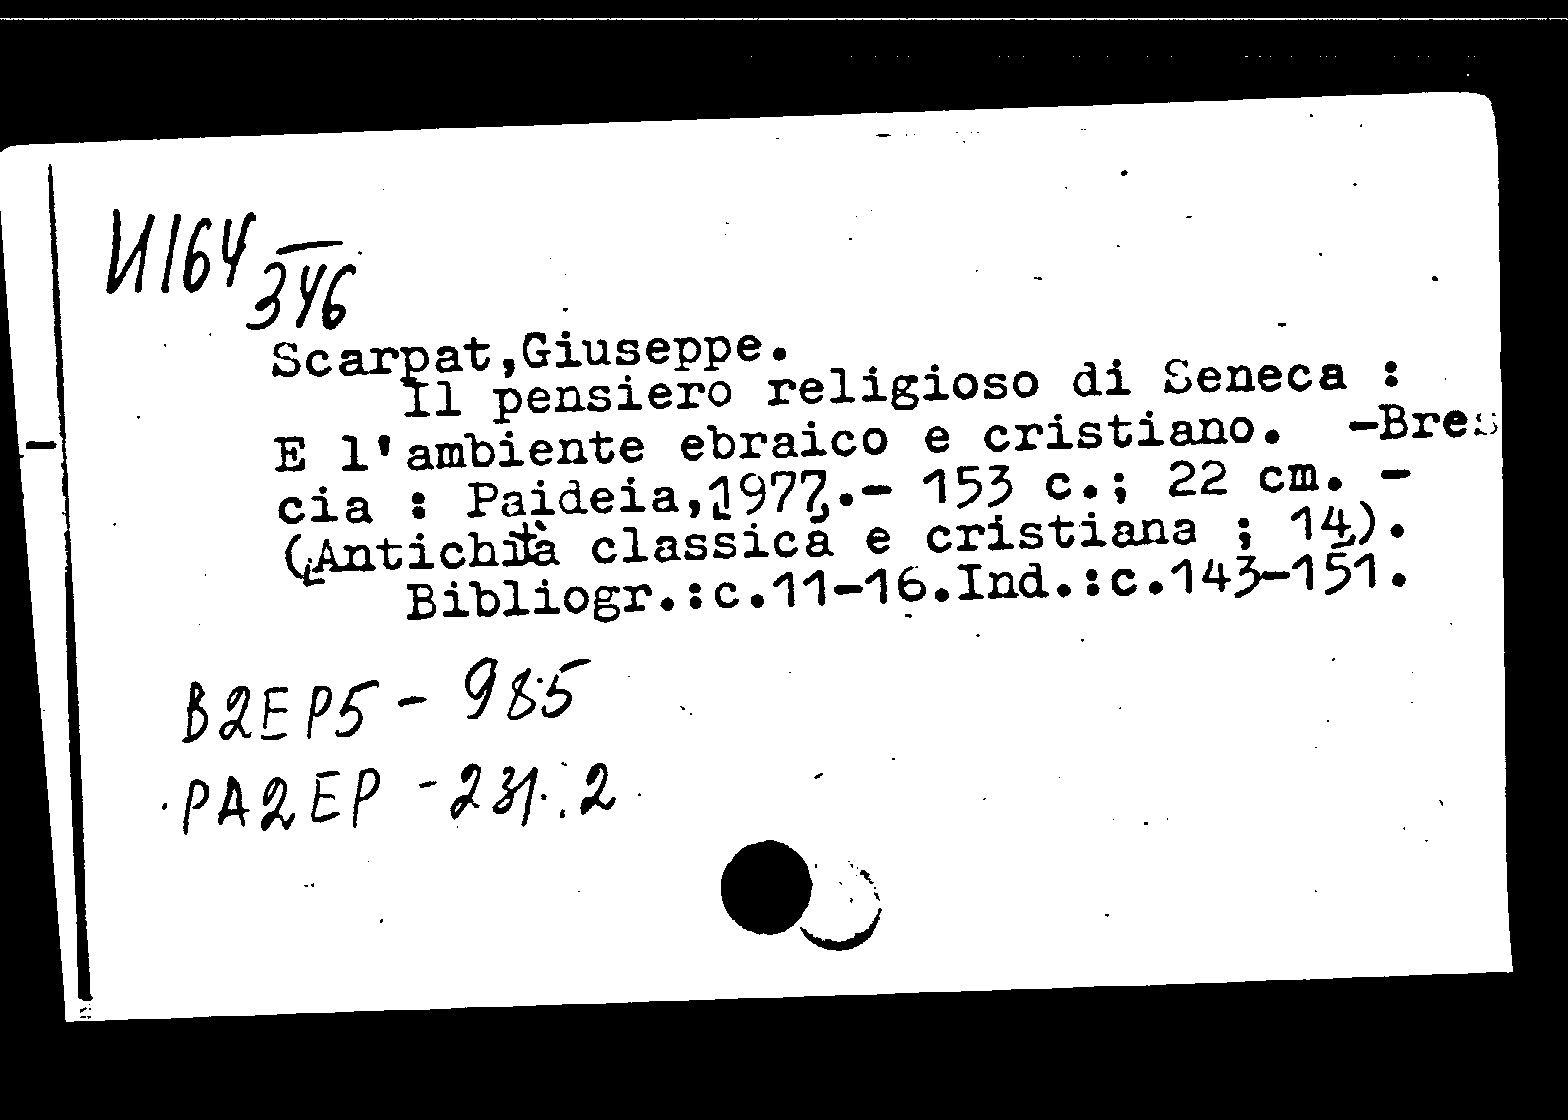 И164
346
Scarpat,Giuseppe.
Il pensiero religioso di Seneca :
E l'ambiente ebraico e cristiano. -Bres
cia : Paideia,1977.- 153 c.; 22 cm. -
(Antichità classica e cristiana ; 14).
Bibliogr.:c.11-16.Ind.:c.143-151.
B2EP5 - 985
PA2EP - 231.2